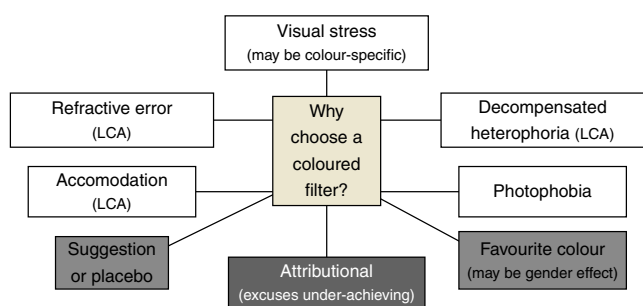 Visual stress
(may be colour-specific)
Refractive error
(LCA)
Why
choose a
coloured
filter?
Decompensated
heterophoria (LCA)
Accomodation
(LCA)
Photophobia
Suggestion
or placebo
Attributional
(excuses under-achieving)
Favourite colour
(may be gender effect)